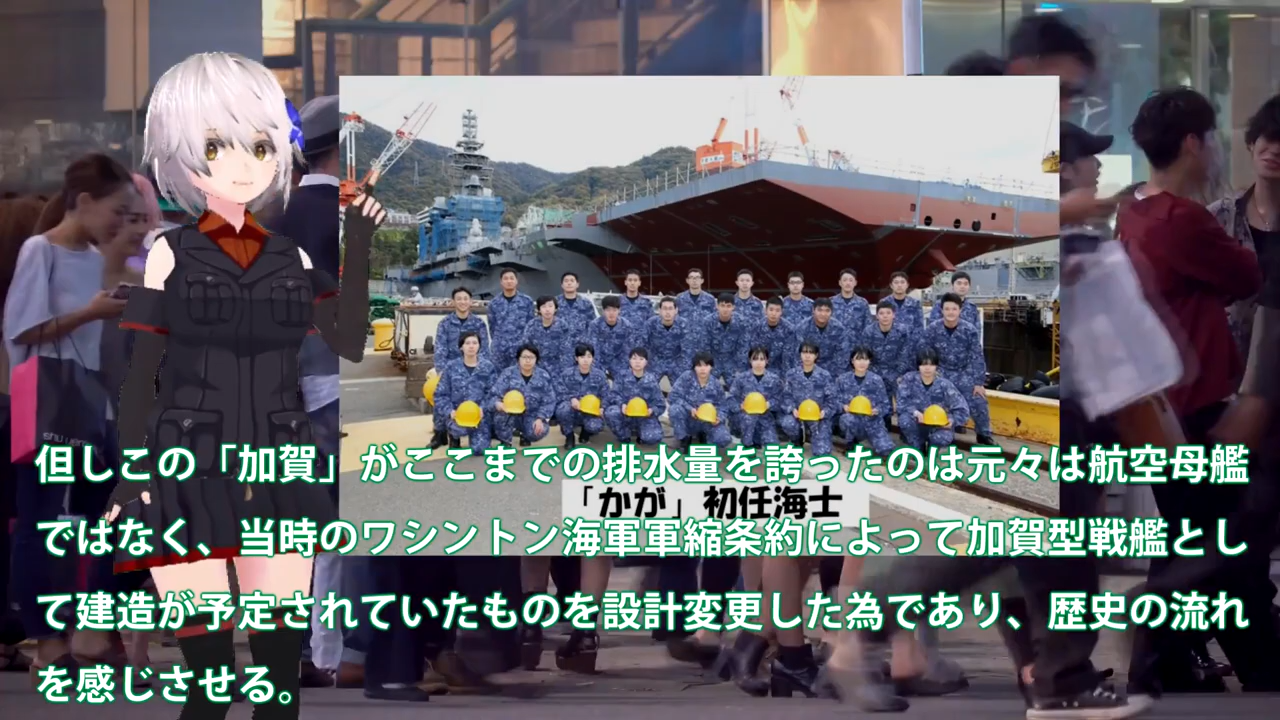 但しこの「加賀」がここまでの排水量を誇ったのは元々は航空母艦
「かが」初任海士
ではなく、当時のワシントン海軍軍縮条約によって加賀型戦艦とし
て建造が予定されていたものを設計変更した為であり、歴史の流れ
を感じさせる。